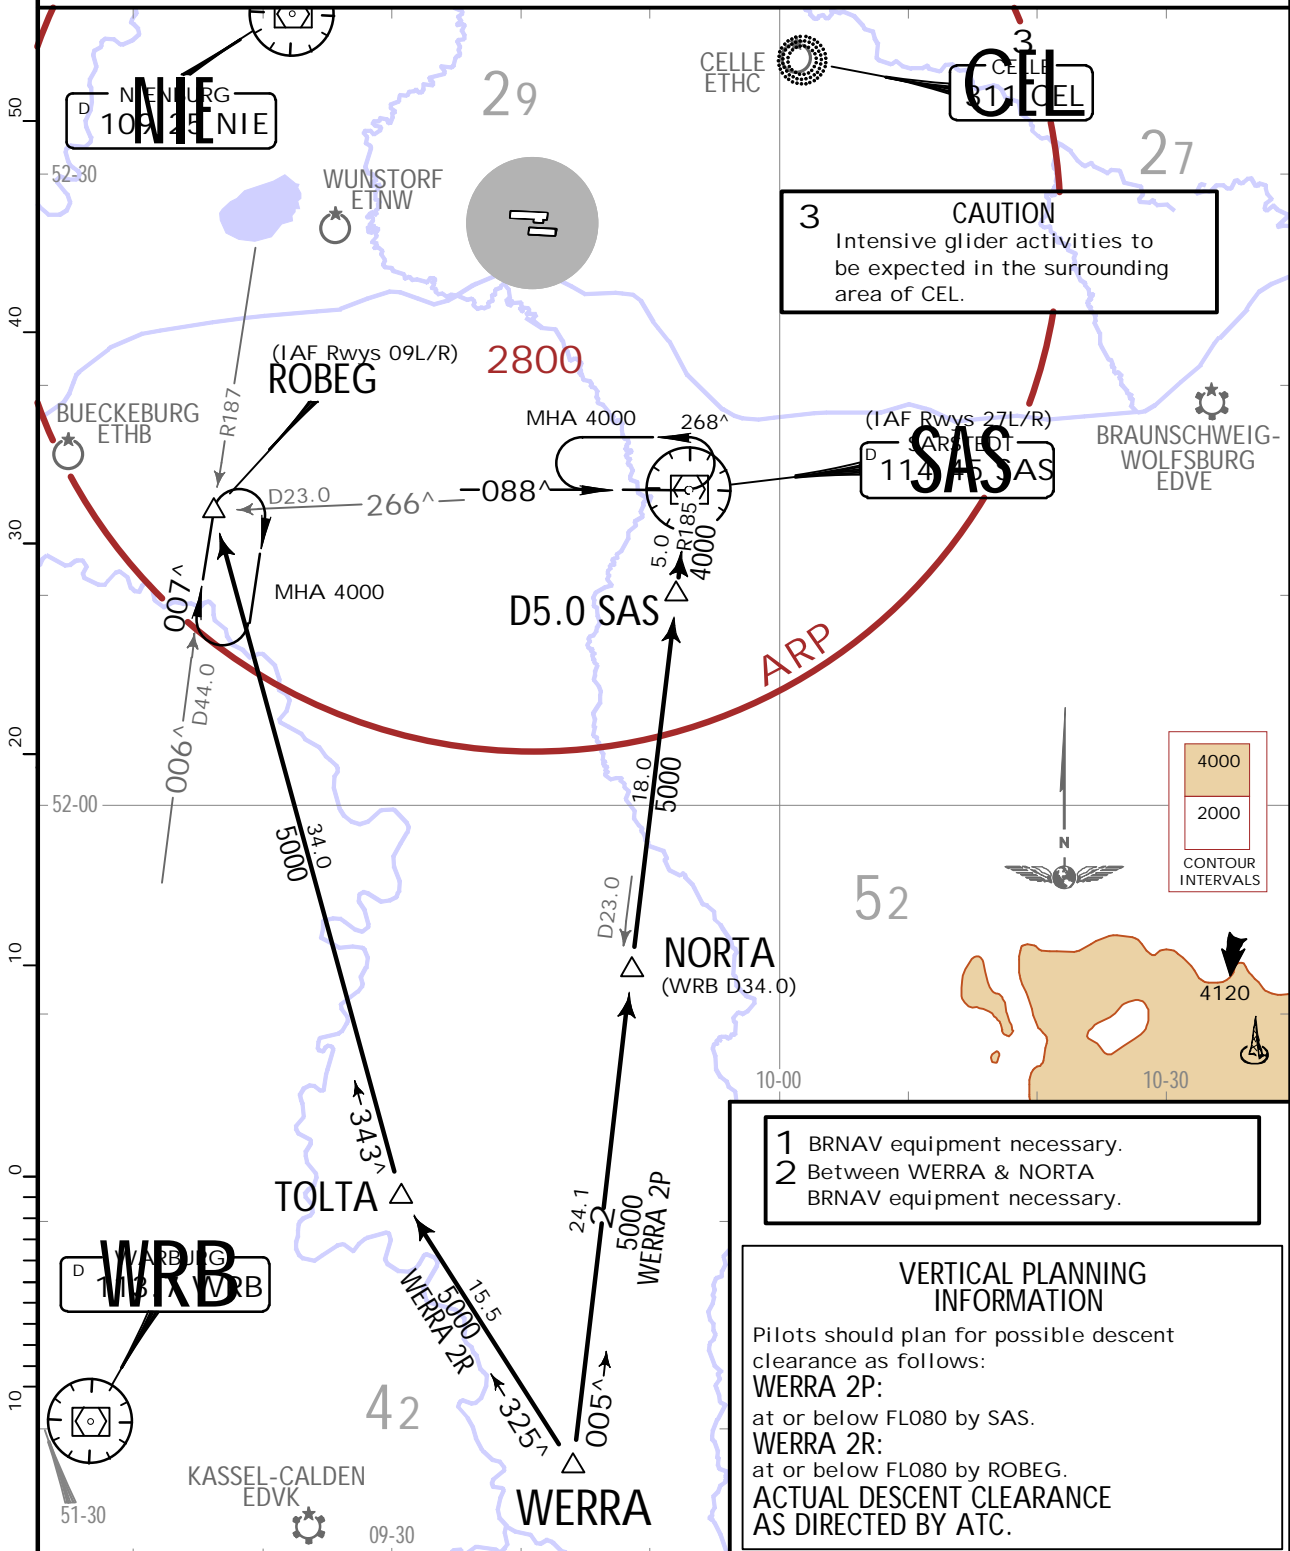 NIENBURG
D 109.25 NIE
NIE
CELLE
ETHC
3
CELLE
311 CEL
CEL
29
27
50
52-30
WUNSTORF
ETNW
3 CAUTION
Intensive glider activities to
be expected in the surrounding
area of CEL.
40
(IAF Rwys 09L/R)
ROBEG
2800
BUECKEBURG
ETHB
R187
MHA 4000
268^
(IAF Rwys 27L/R)
SARSTEDT
D 114.45 SAS
SAS
BRAUNSCHWEIG-
WOLFSBURG
EDVE
D23.0
266^
088^
30
R185
5.0
4000
007^
MHA 4000
D5.0 SAS
ARP
D44.0
006^
20
18.0
5000
52-00
34.0
5000
4000
2000
CONTOUR
INTERVALS
N
52
D23.0
NORTA
(WRB D34.0)
10
4120
10-00
10-30
343^
TOLTA
0
24.1
2
5000
WERRA 2P
1 BRNAV equipment necessary.
2 Between WERRA & NORTA
BRNAV equipment necessary.
WARBURG
D 113.7 WRB
WRB
15.5
5000
WERRA 2R
VERTICAL PLANNING
INFORMATION
Pilots should plan for possible descent
clearance as follows:
WERRA 2P:
at or below FL080 by SAS.
WERRA 2R:
at or below FL080 by ROBEG.
ACTUAL DESCENT CLEARANCE
AS DIRECTED BY ATC.
10
42
325^
005^
KASSEL-CALDEN
EDVK
WERRA
51-30
09-30